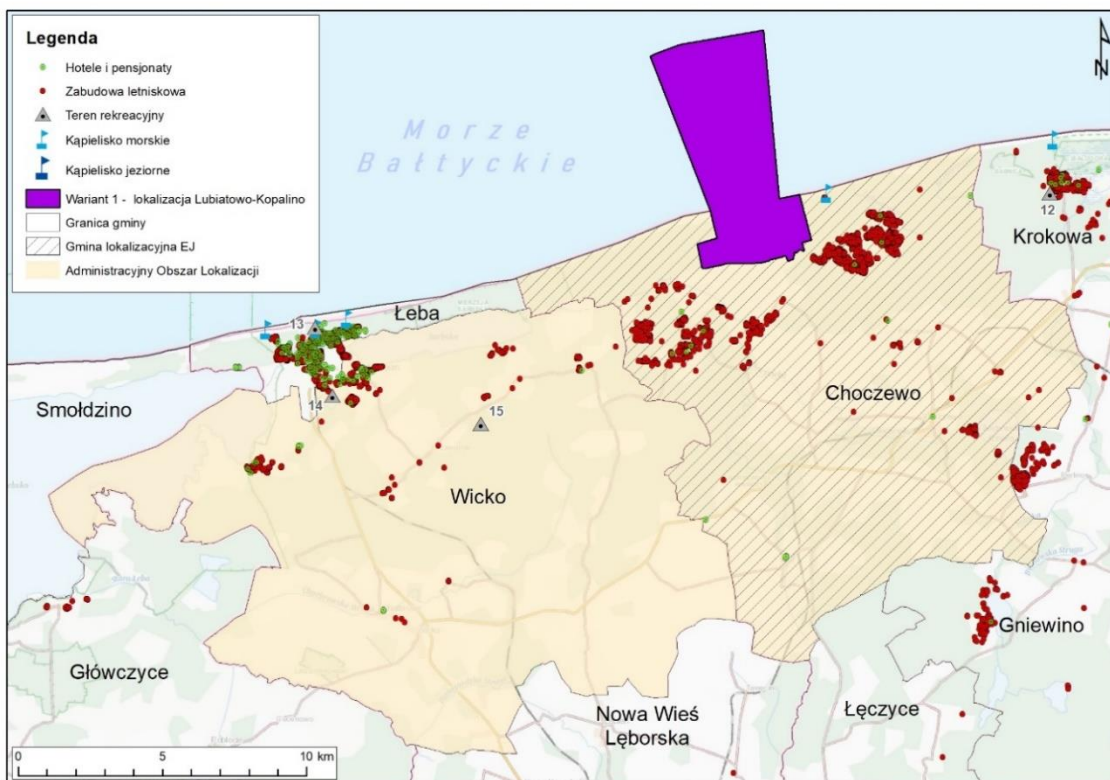 Legenda
Hotele i pensjonaty
Zabudowa letniskowa
Teren rekreacyjny
Kąpielisko morskie
Kąpielisko jeziorne
Wariant 1 - lokalizacja Lubiatowo-Kopalino
Granica gminy
Gmina lokalizacyjna EJ
Administracyjny Obszar Lokalizacji
N
Morze
Bałtyckie
12
Krokowa
Łeba
13
14
Smołdzino
15
Choczewo
Wicko
Gniewino
Główczyce
Nowa Wieś
Lęborska
Łęczyce
0 5 10 km